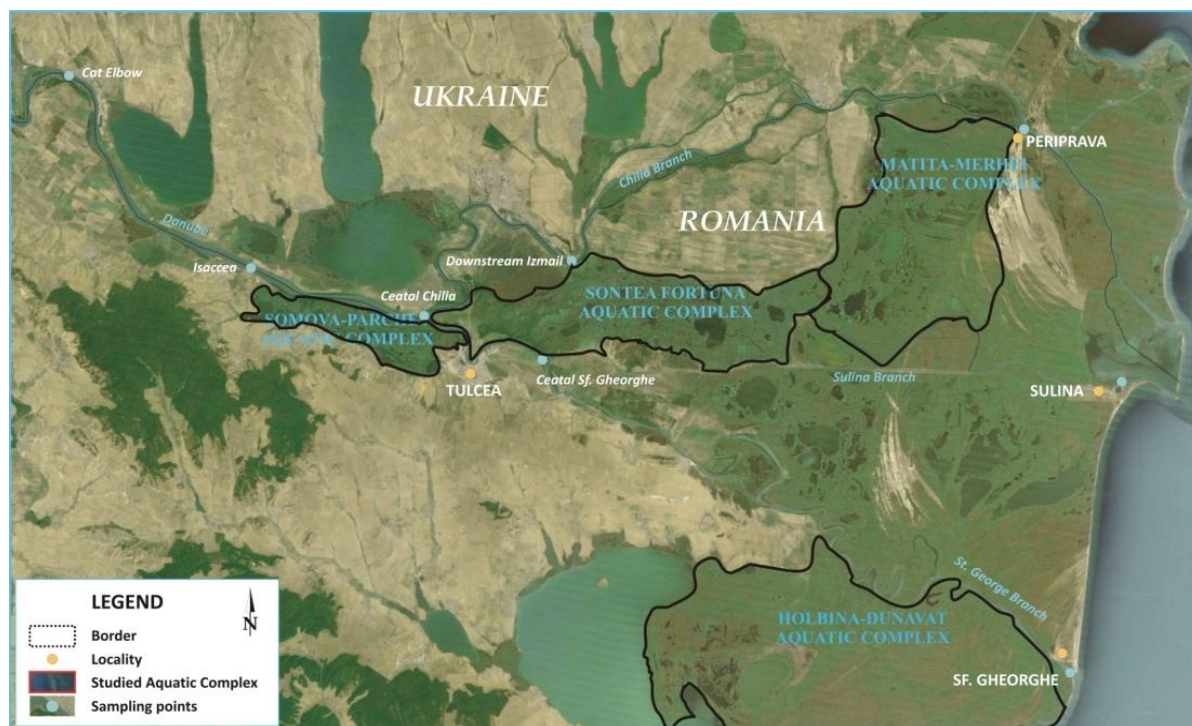 Cat Elbow
UKRAINE
PERIPRAVA
Chilia Branch
MATITA-MERHEI
AQUATIC COMPLEX
Danube
ROMANIA
Isaccea
Downstream Izmail
Ceatal Chilia
SONTEA-FORTUNA
AQUATIC COMPLEX
SOMOVA-PARCHES
AQUATIC COMPLEX
Ceatal Sf. Gheorghe
Sulina Branch
TULCEA
SULINA
St. George Branch
HOLBINA-DUNAVAT
AQUATIC COMPLEX
SF. GHEORGHE
LEGEND
N
Border
Locality
Studied Aquatic Complex
Sampling points